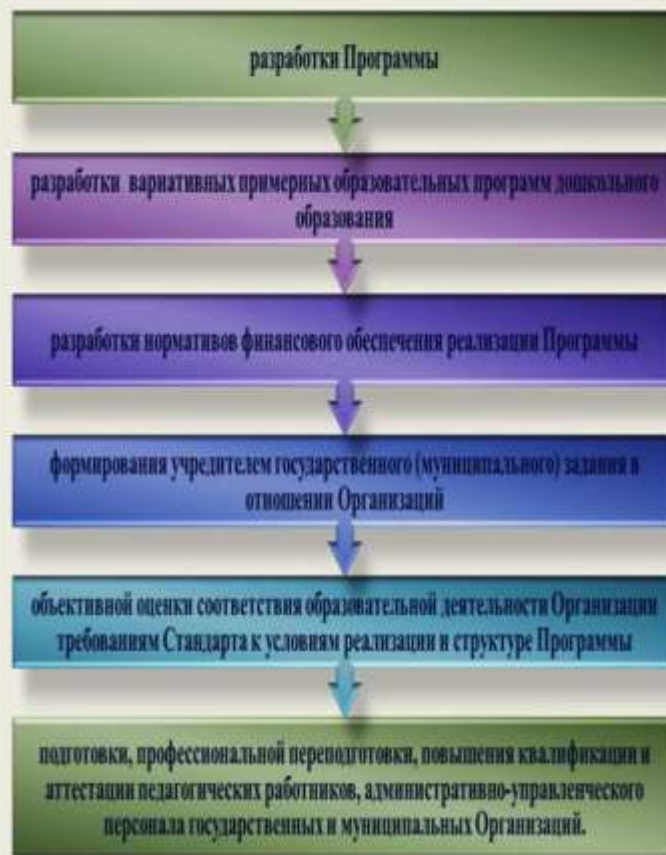 разработки Программы
разработки вариативных примерных образовательных программ дошкольного
образования
разработки нормативов финансового обеспечения реализации Программы
формирования учредителем государственного (муниципального) задания в
отношении Организаций
объективной оценки соответствия образовательной деятельности Организации
требованиям Стандарта к условиям реализации и структуре Программы
подготовки, профессиональной переподготовки, повышения квалификации и
аттестации педагогических работников, административно-управленческого
персонала государственных и муниципальных Организаций.